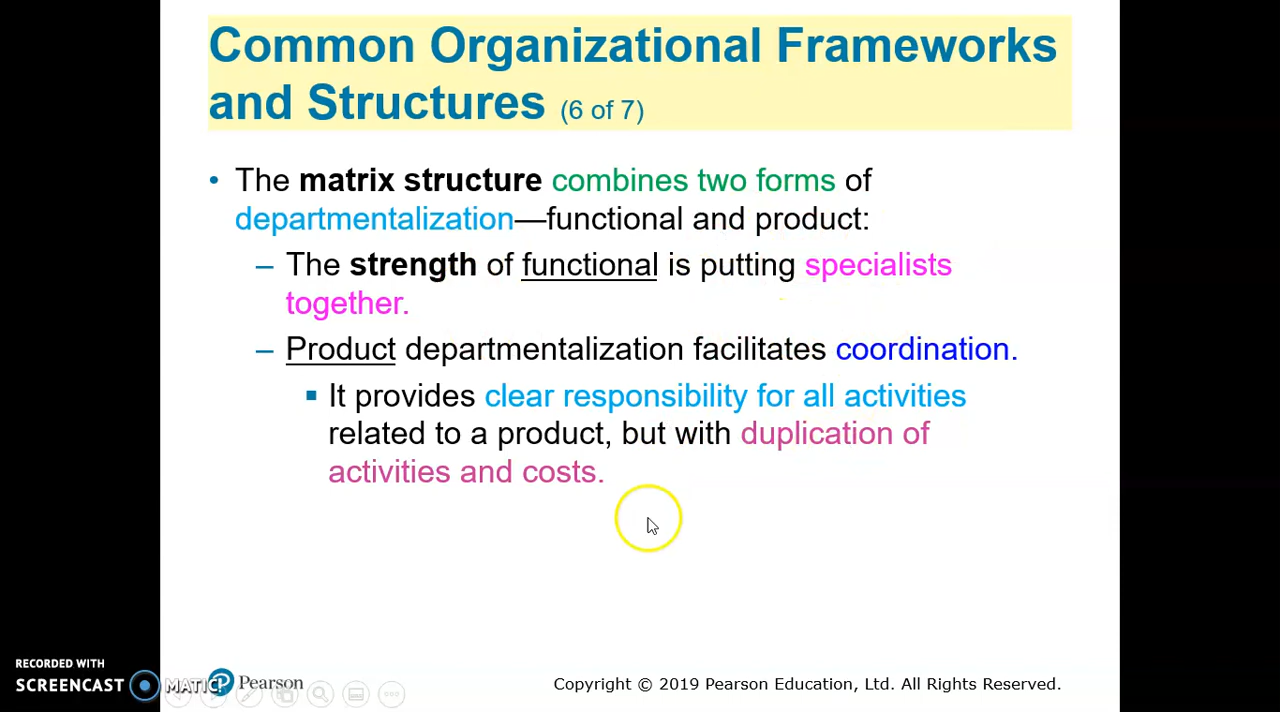 Common Organizational Frameworks
and Structures (6 of 7)
• The matrix structure combines two forms of
departmentalization—functional and product:
– The strength of functional is putting specialists
together.
– Product departmentalization facilitates coordination.
▪ It provides clear responsibility for all activities
related to a product, but with duplication of
activities and costs.
RECORDED WITH
SCREENCAST MATIC
Pearson
Copyright © 2019 Pearson Education, Ltd. All Rights Reserved.